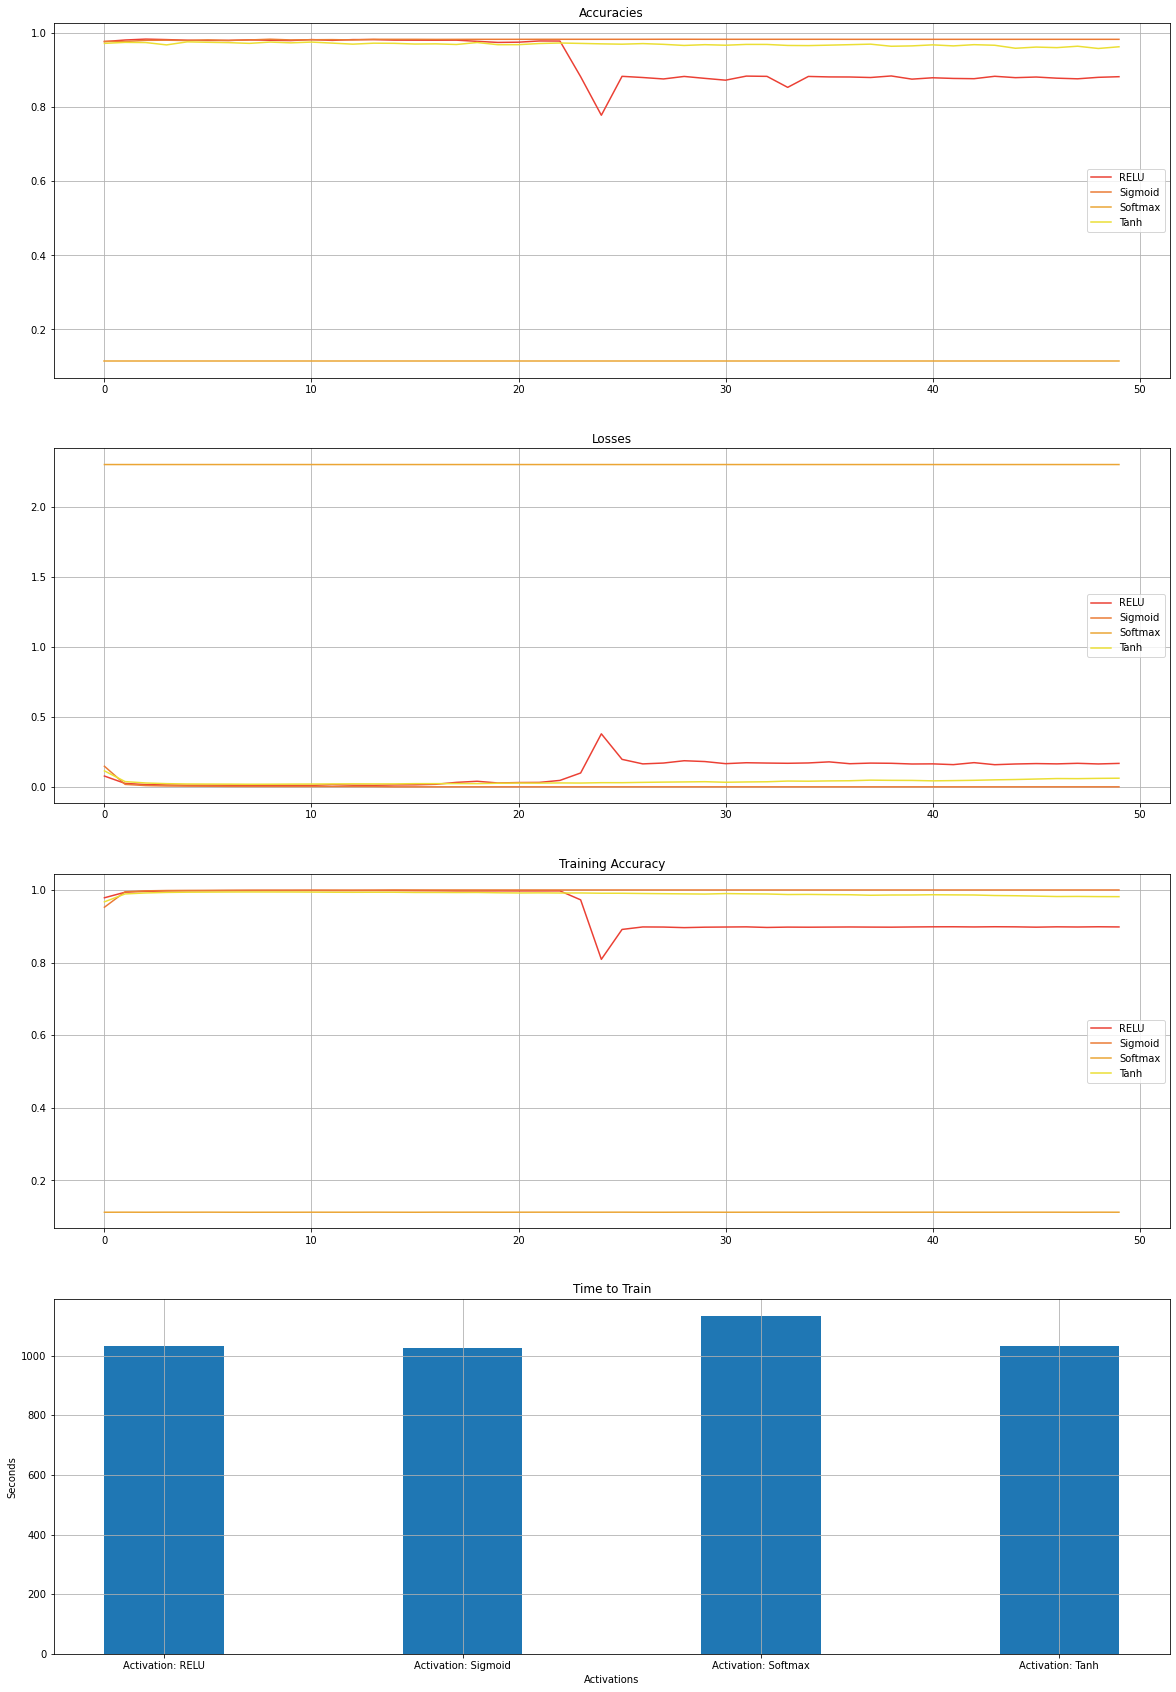 Accuracies
1.0
0.8
0.6
0.4
0.2
0 10 20 30 40 50
RELU
Sigmoid
Softmax
Tanh
Losses
2.0
1.5
1.0
0.5
0.0
0 10 20 30 40 50
RELU
Sigmoid
Softmax
Tanh
Training Accuracy
1.0
0.8
0.6
0.4
0.2
0 10 20 30 40 50
RELU
Sigmoid
Softmax
Tanh
Time to Train
Seconds
1000
800
600
400
200
0
Activation: RELU Activation: Sigmoid Activation: Softmax Activation: Tanh
Activations